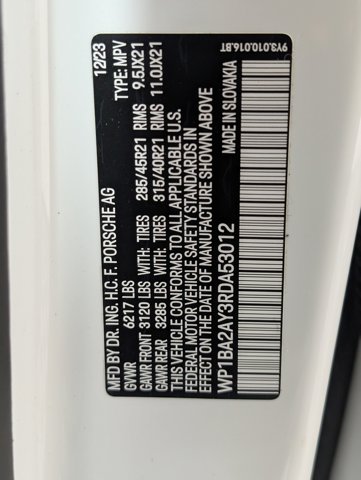 MFD BY DR. ING. H.C. F. PORSCHE AG 12/23
GVWR 6217 LBS TYPE: MPV
GAWR FRONT 3120 LBS WITH: TIRES 285/45R21 RIMS 9.5JX21
GAWR REAR 3285 LBS WITH: TIRES 315/40R21 RIMS 11.0JX21
THIS VEHICLE CONFORMS TO ALL APPLICABLE U.S.
FEDERAL MOTOR VEHICLE SAFETY STANDARDS IN
EFFECT ON THE DATE OF MANUFACTURE SHOWN ABOVE
WP1BA2AY3RDA53012 MADE IN SLOVAKIA
9Y3.010.016.BT